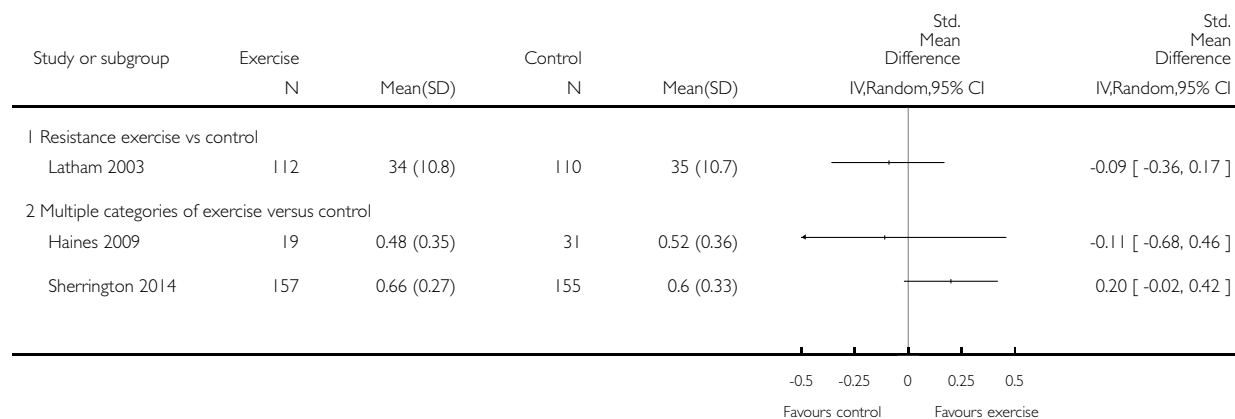 Std.
Mean
Difference
Std.
Mean
Difference
Study or subgroup Exercise Control
N Mean(SD) N Mean(SD) IV,Random,95% CI IV,Random,95% CI
1 Resistance exercise vs control
Latham 2003 112 34 (10.8) 110 35 (10.7) -0.09 [ -0.36, 0.17 ]
2 Multiple categories of exercise versus control
Haines 2009 19 0.48 (0.35) 31 0.52 (0.36) -0.11 [ -0.68, 0.46 ]
Sherrington 2014 157 0.66 (0.27) 155 0.6 (0.33) 0.20 [ -0.02, 0.42 ]
-0.5 -0.25 0 0.25 0.5
Favours control Favours exercise